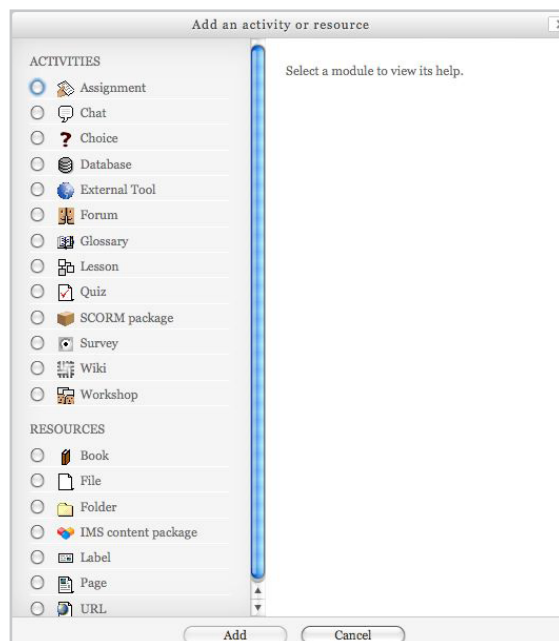 Add an activity or resource
ACTIVITIES
Select a module to view its help.
Assignment
Chat
Choice
Database
External Tool
Forum
Glossary
Lesson
Quiz
SCORM package
Survey
Wiki
Workshop
RESOURCES
Book
File
Folder
IMS content package
Label
Page
URL
Add
Cancel